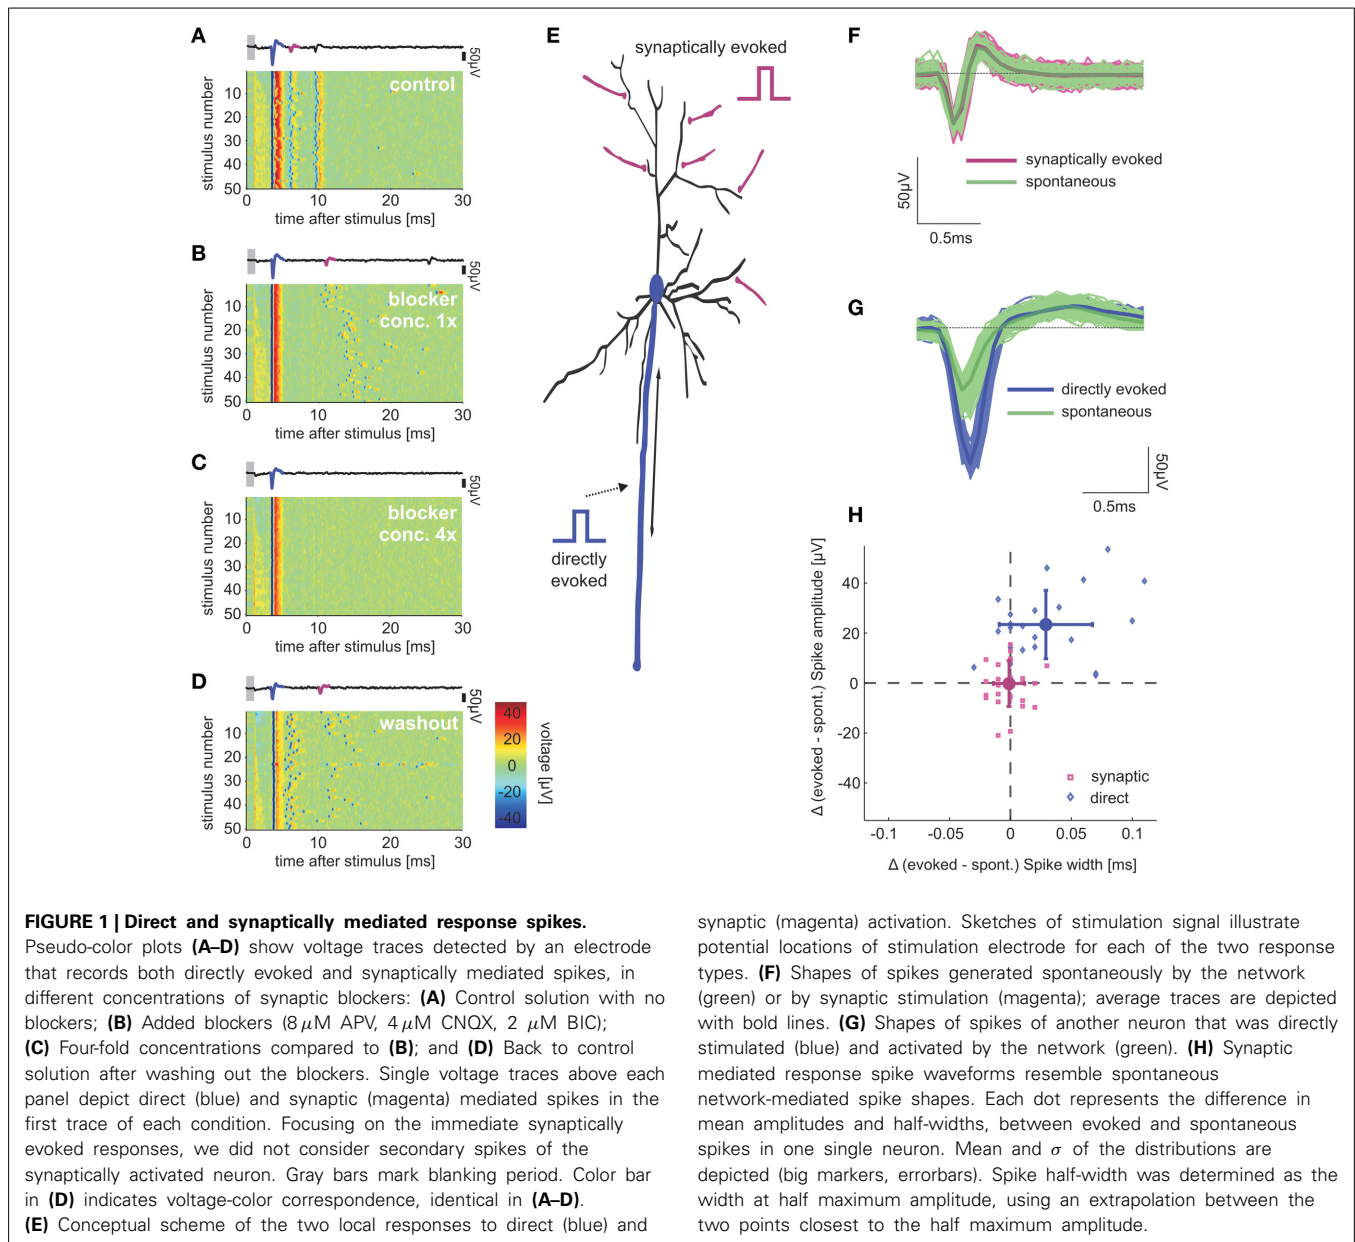 A
50µV
control
stimulus number
10
20
30
40
50
0
10
20
30
time after stimulus [ms]
B
50µV
blocker
conc. 1x
stimulus number
10
20
30
40
50
0
10
20
30
time after stimulus [ms]
C
50µV
blocker
conc. 4x
stimulus number
10
20
30
40
50
0
10
20
30
time after stimulus [ms]
D
50µV
washout
stimulus number
10
20
30
40
50
0
10
20
30
time after stimulus [ms]
40
20
0
-20
-40
voltage [µV]
E
synaptically evoked
directly
evoked
F
synaptically evoked
spontaneous
50µV
0.5ms
G
directly evoked
spontaneous
50µV
0.5ms
H
Δ (evoked - spont.) Spike amplitude [µV]
40
20
0
-20
-40
synaptic
direct
-0.1
-0.05
0
0.05
0.1
Δ (evoked - spont.) Spike width [ms]
FIGURE 1 | Direct and synaptically mediated response spikes.
Pseudo-color plots (A–D) show voltage traces detected by an electrode
that records both directly evoked and synaptically mediated spikes, in
different concentrations of synaptic blockers: (A) Control solution with no
blockers; (B) Added blockers (8 µM APV, 4 µM CNQX, 2 µM BIC);
(C) Four-fold concentrations compared to (B); and (D) Back to control
solution after washing out the blockers. Single voltage traces above each
panel depict direct (blue) and synaptic (magenta) mediated spikes in the
first trace of each condition. Focusing on the immediate synaptically
evoked responses, we did not consider secondary spikes of the
synaptically activated neuron. Gray bars mark blanking period. Color bar
in (D) indicates voltage-color correspondence, identical in (A–D).
(E) Conceptual scheme of the two local responses to direct (blue) and
synaptic (magenta) activation. Sketches of stimulation signal illustrate
potential locations of stimulation electrode for each of the two response
types. (F) Shapes of spikes generated spontaneously by the network
(green) or by synaptic stimulation (magenta); average traces are depicted
with bold lines. (G) Shapes of spikes of another neuron that was directly
stimulated (blue) and activated by the network (green). (H) Synaptic
mediated response spike waveforms resemble spontaneous
network-mediated spike shapes. Each dot represents the difference in
mean amplitudes and half-widths, between evoked and spontaneous
spikes in one single neuron. Mean and σ of the distributions are
depicted (big markers, errorbars). Spike half-width was determined as the
width at half maximum amplitude, using an extrapolation between the
two points closest to the half maximum amplitude.